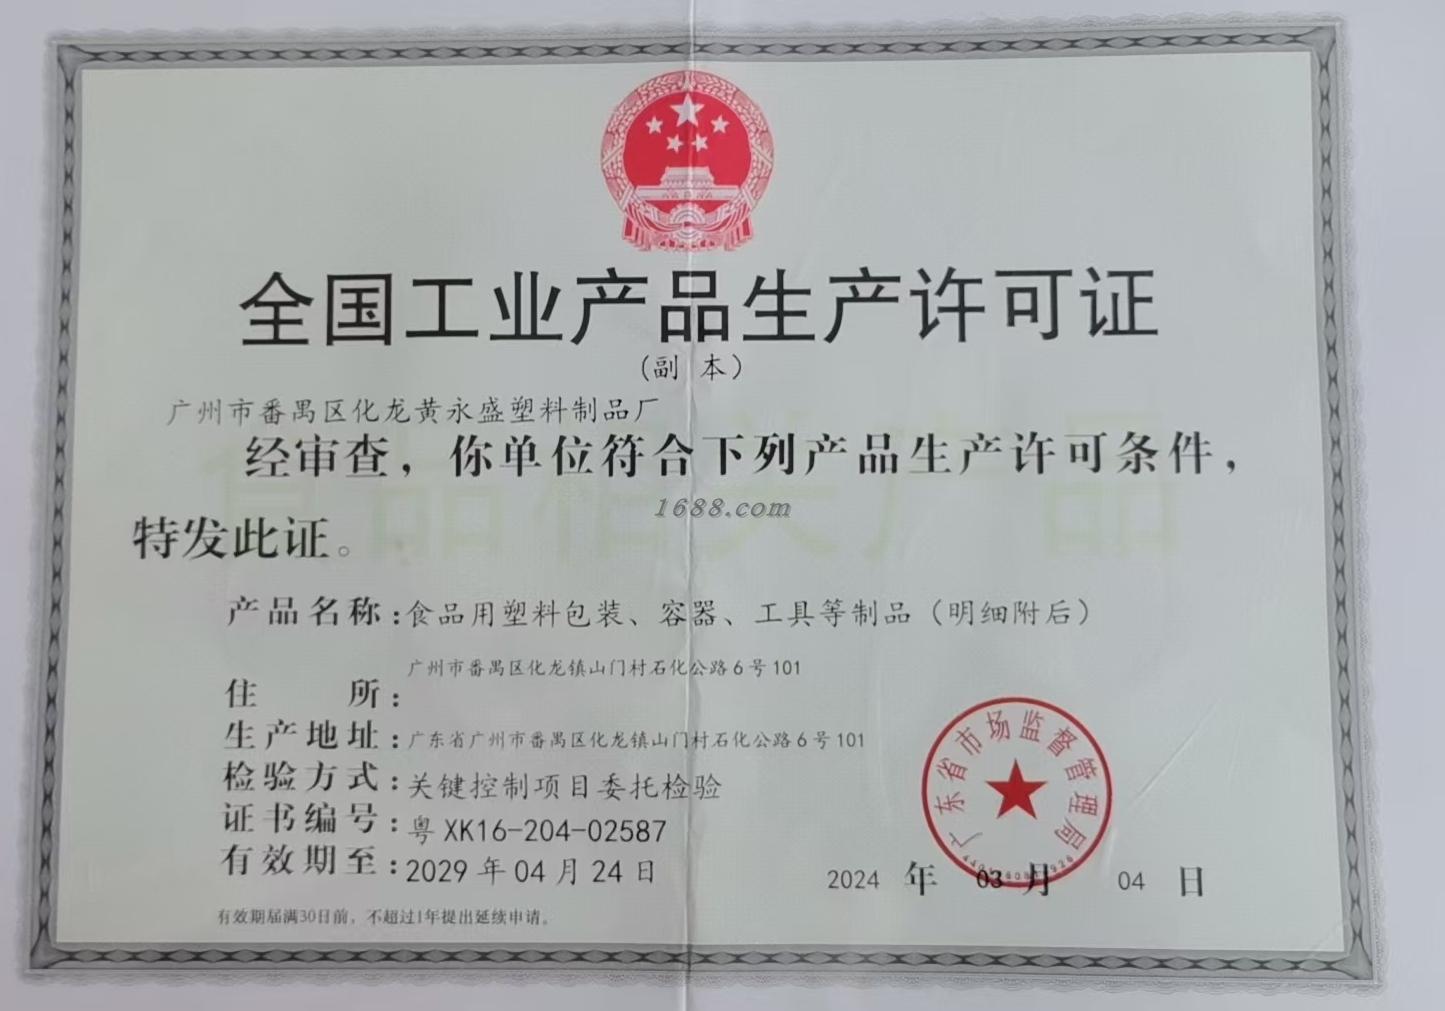 全国工业产品生产许可证
(副 本)
广州市番禺区化龙黄永盛塑料制品厂
经审查，你单位符合下列产品生产许可条件，
1688.com
特发此证。
食品相关产品
产品名称：食品用塑料包装、容器、工具等制品（明细附后）
住所：广州市番禺区化龙镇山门村石化公路6号101
生产地址：广东省广州市番禺区化龙镇山门村石化公路6号101
检验方式：关键控制项目委托检验
证书编号：粤XK16-204-02587
有效期至：2029年04月24日
广东省市场监督管理局
2024 年 03 月 04 日
有效期届满30日前，不超过1年提出延续申请。